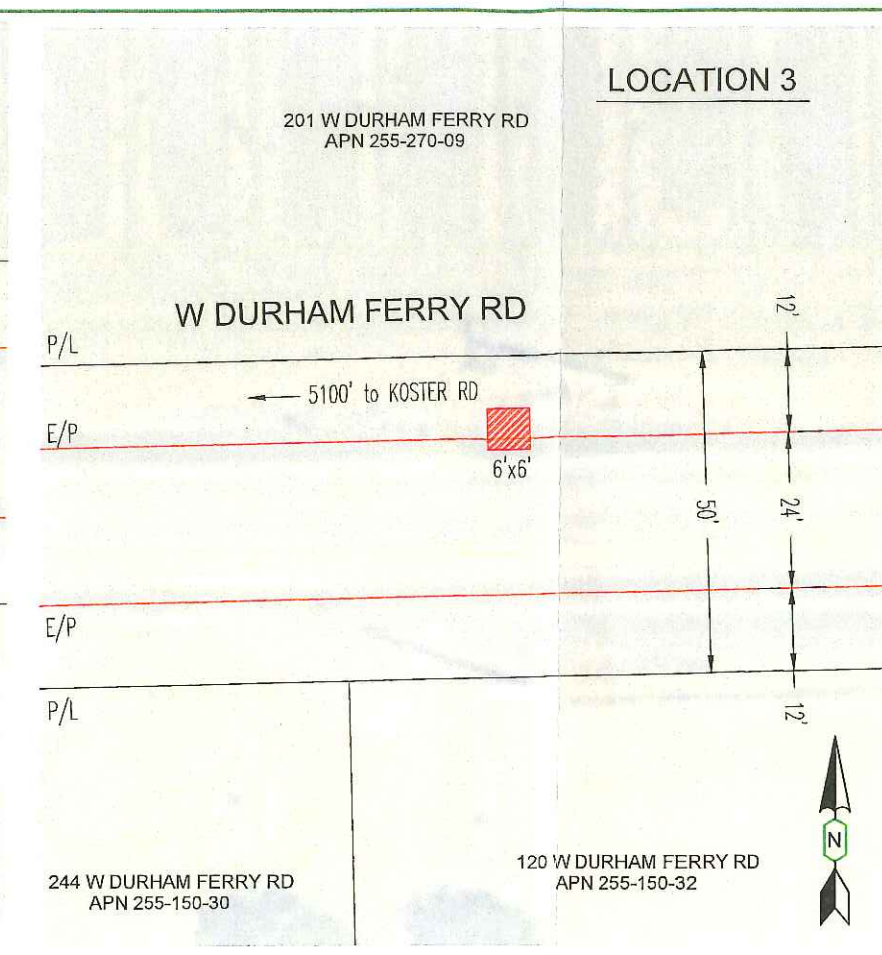 LOCATION 3
201 W DURHAM FERRY RD
APN 255-270-09
W DURHAM FERRY RD
12'
P/L
5100' to KOSTER RD
E/P
6'x6'
50'
24'
E/P
P/L
12'
N
244 W DURHAM FERRY RD
APN 255-150-30
120 W DURHAM FERRY RD
APN 255-150-32